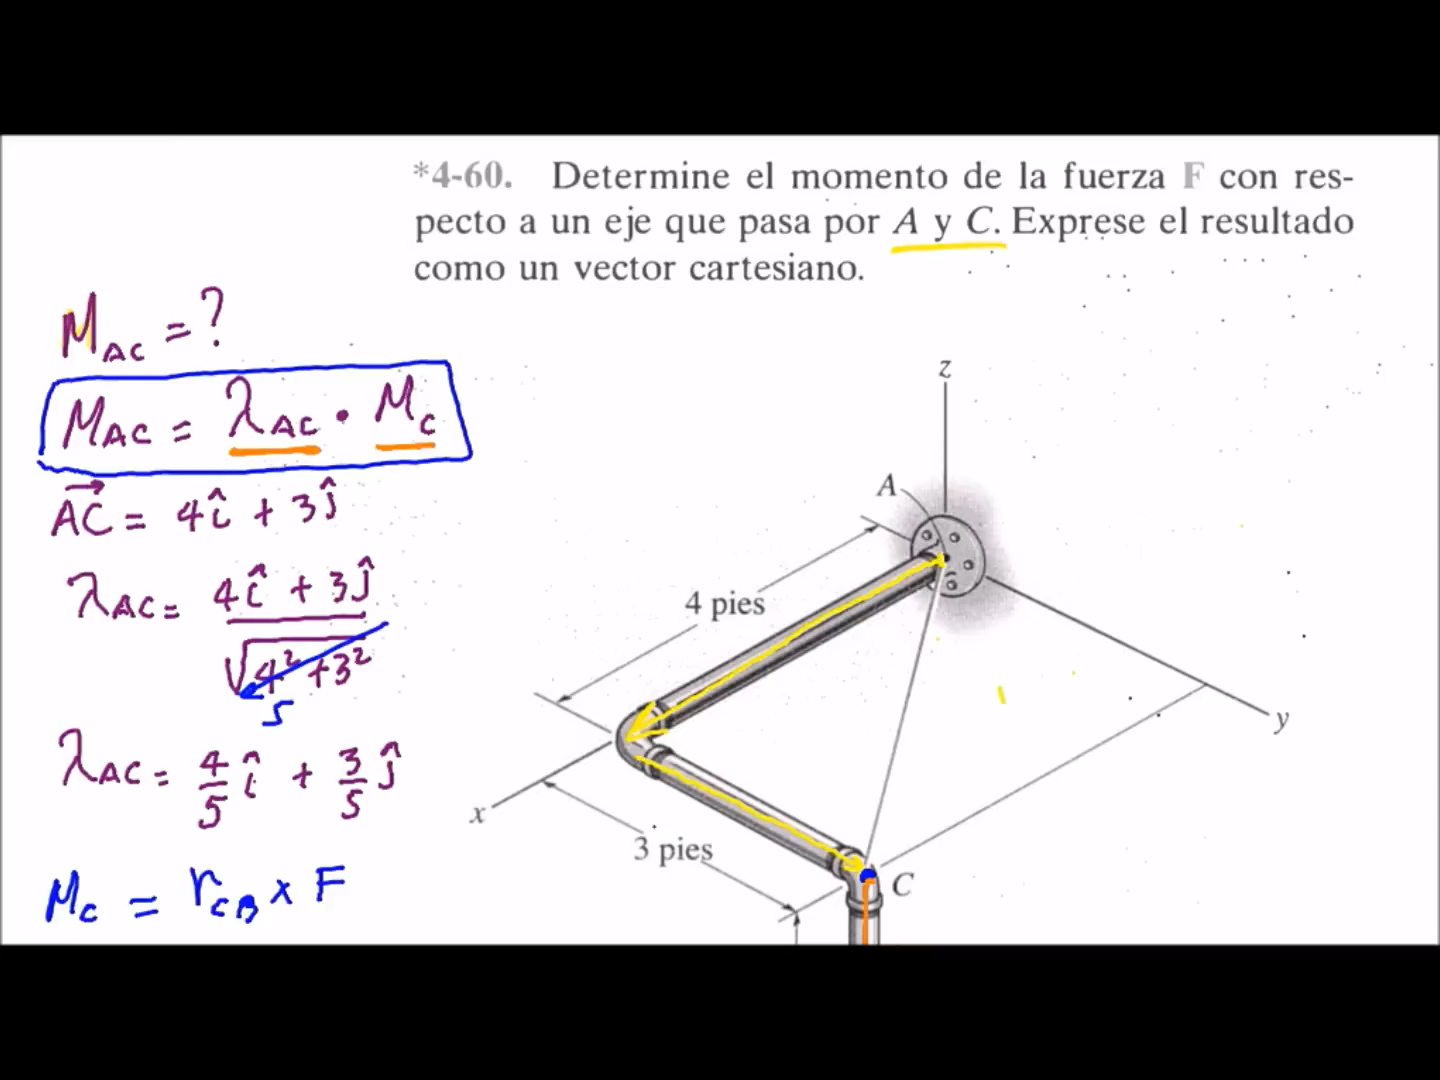 *4-60. Determine el momento de la fuerza F con res-
pecto a un eje que pasa por A y C. Exprese el resultado
como un vector cartesiano.
M_AC = ?
M_AC = λ_AC · M_C
AC = 4î + 3ĵ
λ_AC = 4î + 3ĵ
√4² + 3²
5
λ_AC = 4/5 î + 3/5 ĵ
M_C = r_CB x F
z
A
4 pies
y
x
3 pies
C